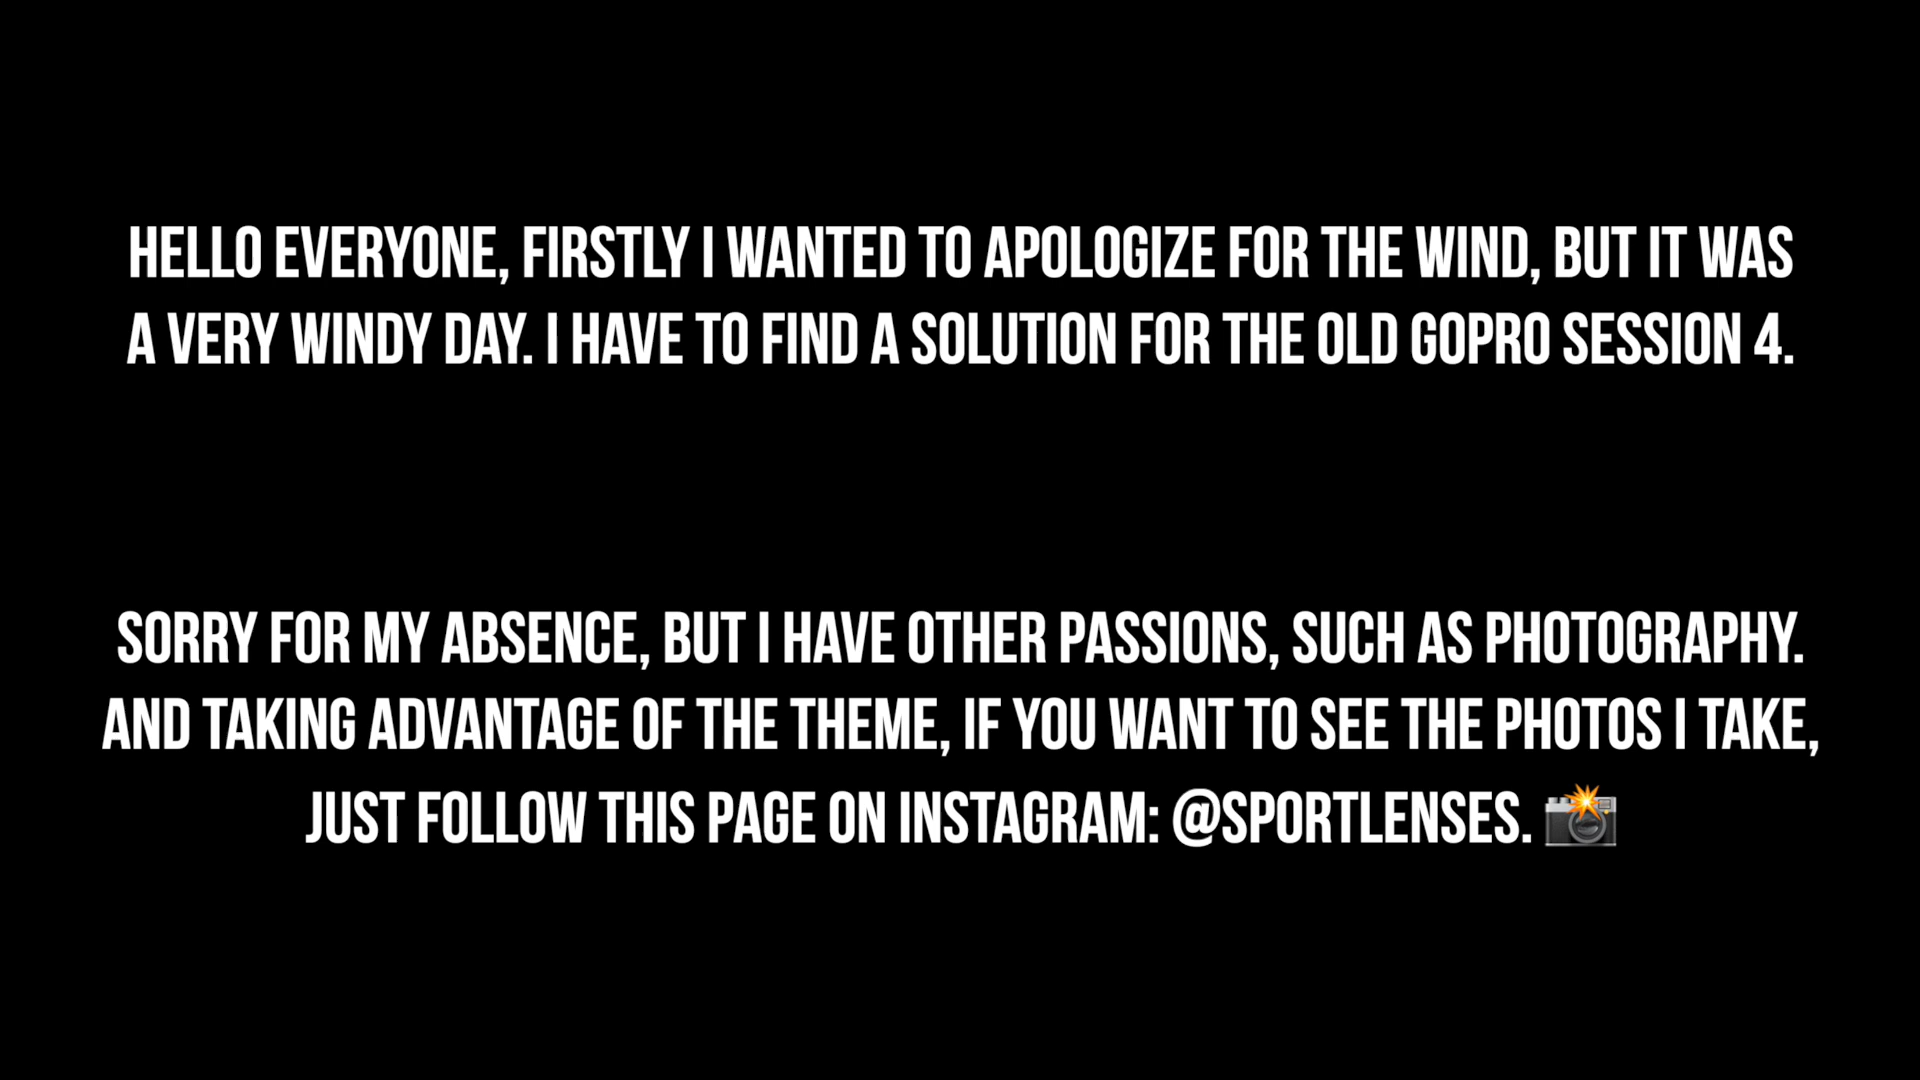 HELLO EVERYONE, FIRSTLY I WANTED TO APOLOGIZE FOR THE WIND, BUT IT WAS
A VERY WINDY DAY. I HAVE TO FIND A SOLUTION FOR THE OLD GOPRO SESSION 4.
SORRY FOR MY ABSENCE, BUT I HAVE OTHER PASSIONS, SUCH AS PHOTOGRAPHY.
AND TAKING ADVANTAGE OF THE THEME, IF YOU WANT TO SEE THE PHOTOS I TAKE,
JUST FOLLOW THIS PAGE ON INSTAGRAM: @SPORTLENSES. 📸